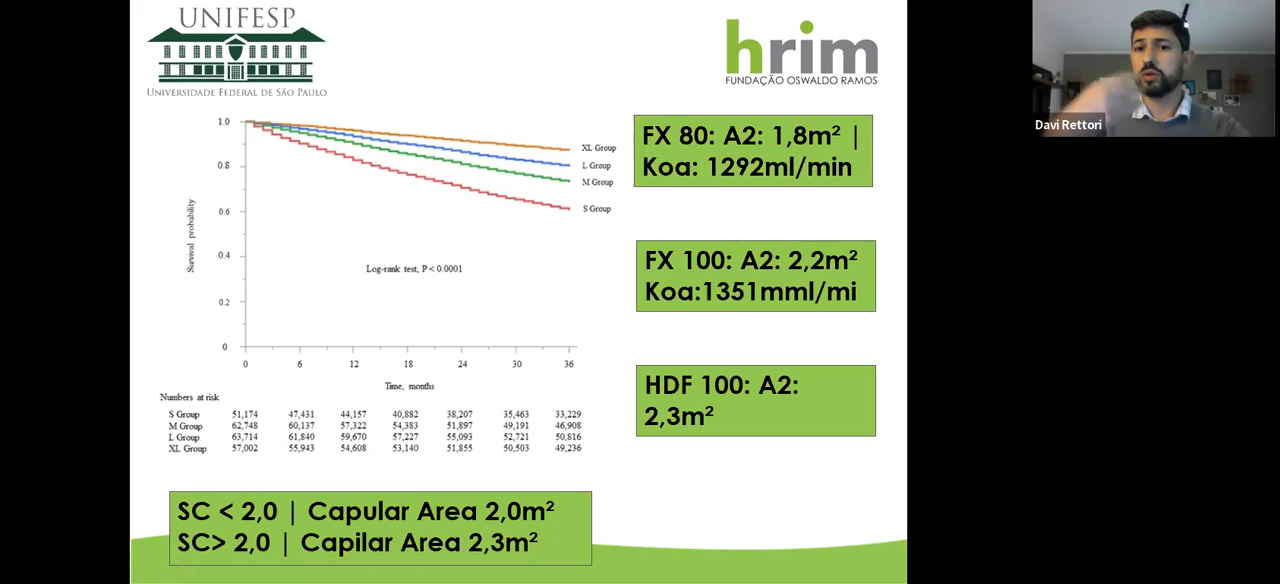 UNIFESP
UNIVERSIDADE FEDERAL DE SÃO PAULO
hrim
FUNDAÇÃO OSWALDO RAMOS
Davi Rettori
1.0
0.8
0.6
0.4
0.2
0
Survival probability
XL Group
L Group
M Group
S Group
Log-rank test, P < 0.0001
0 6 12 18 24 30 36
Time, months
Numbers at risk
S Group 51,174 47,431 44,157 40,882 38,207 35,463 33,229
M Group 62,748 60,137 57,322 54,383 51,897 49,191 46,908
L Group 63,714 61,840 59,670 57,227 55,093 52,721 50,816
XL Group 57,002 55,943 54,608 53,140 51,855 50,503 49,236
FX 80: A2: 1,8m² |
Koa: 1292ml/min
FX 100: A2: 2,2m²
Koa:1351mml/mi
HDF 100: A2:
2,3m²
SC < 2,0 | Capular Area 2,0m²
SC> 2,0 | Capilar Area 2,3m²